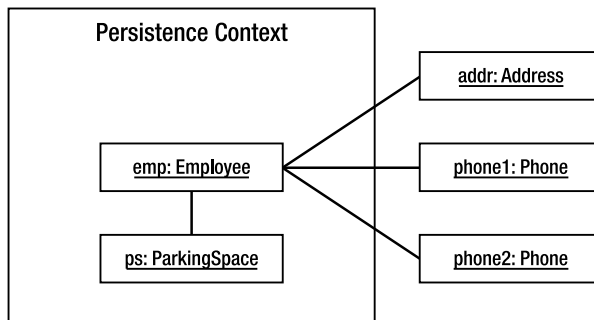 Persistence Context
addr: Address
emp: Employee
phone1: Phone
ps: ParkingSpace
phone2: Phone